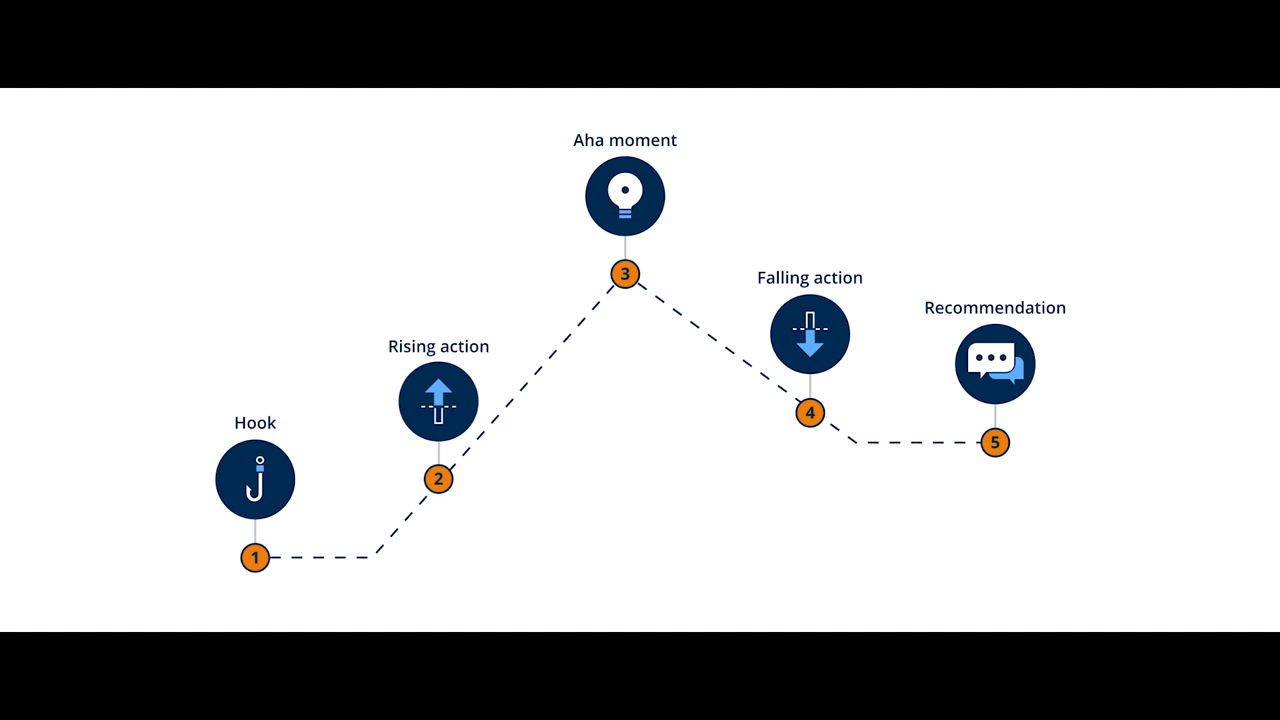 Aha moment
3
Falling action
4
Recommendation
5
Rising action
2
Hook
1